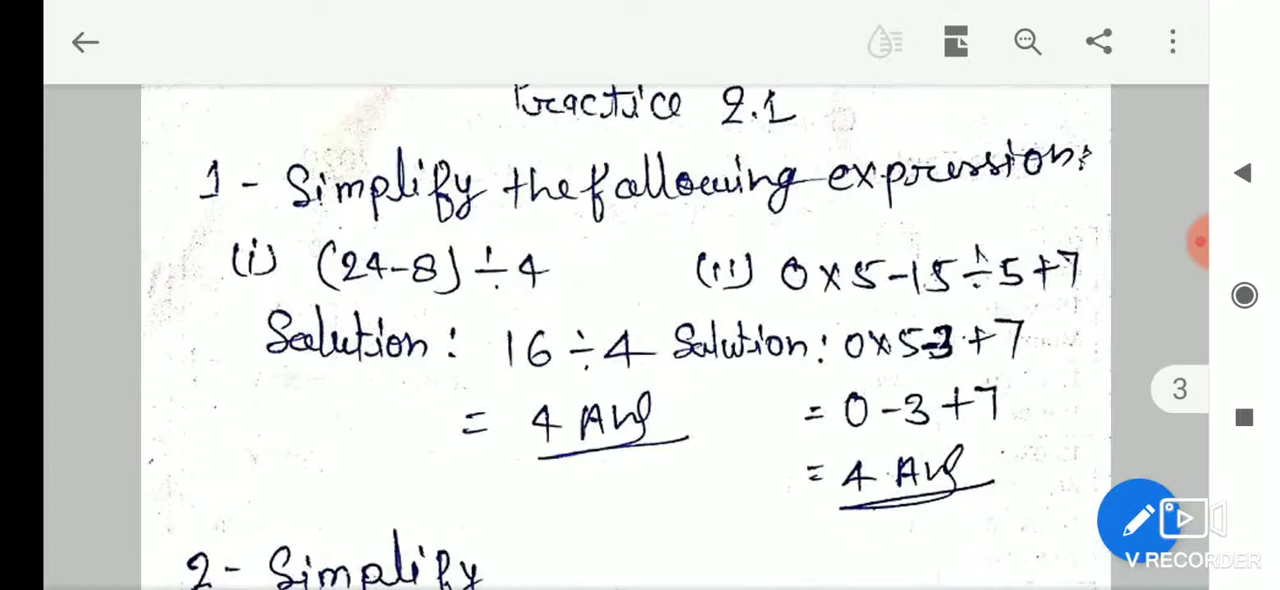 Practice 2.1
1 - Simplify the following expression:
(i) (24-8) ÷ 4 (iii) 0 × 5 - 15 ÷ 5 + 7
Solution: 16 ÷ 4 Solution: 0 × 5 - 3 + 7
= 4 Ans = 0 - 3 + 7
= 4 Ans
2 - Simplify
3
V RECORDER